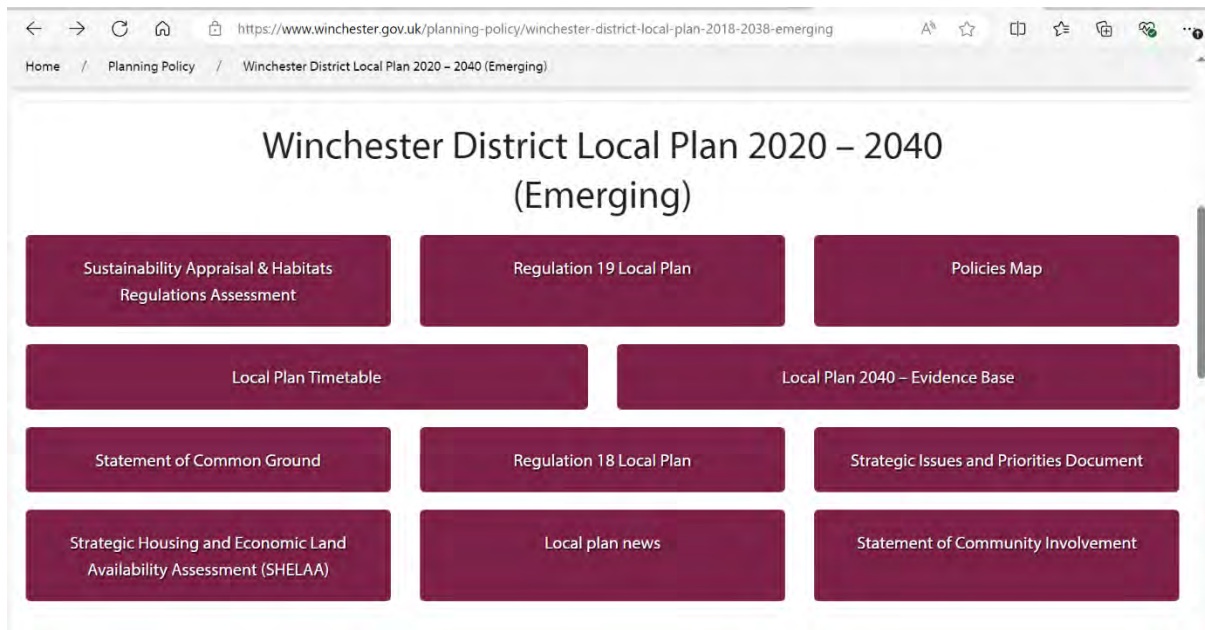 https://www.winchester.gov.uk/planning-policy/winchester-district-local-plan-2018-2038-emerging
Home / Planning Policy / Winchester District Local Plan 2020 – 2040 (Emerging)
Winchester District Local Plan 2020 – 2040
(Emerging)
Sustainability Appraisal & Habitats
Regulations Assessment
Regulation 19 Local Plan
Policies Map
Local Plan Timetable
Local Plan 2040 – Evidence Base
Statement of Common Ground
Regulation 18 Local Plan
Strategic Issues and Priorities Document
Strategic Housing and Economic Land
Availability Assessment (SHELAA)
Local plan news
Statement of Community Involvement